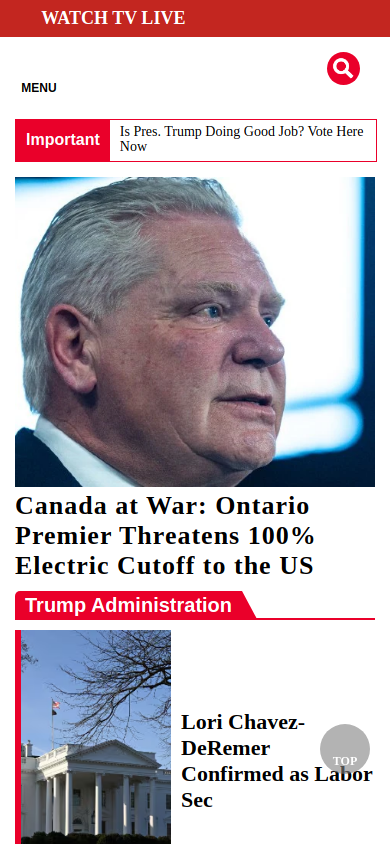 WATCH TV LIVE
MENU
Important
Is Pres. Trump Doing Good Job? Vote Here
Now
Canada at War: Ontario
Premier Threatens 100%
Electric Cutoff to the US
Trump Administration
Lori Chavez-
DeRemer
Confirmed as Labor
Sec
TOP